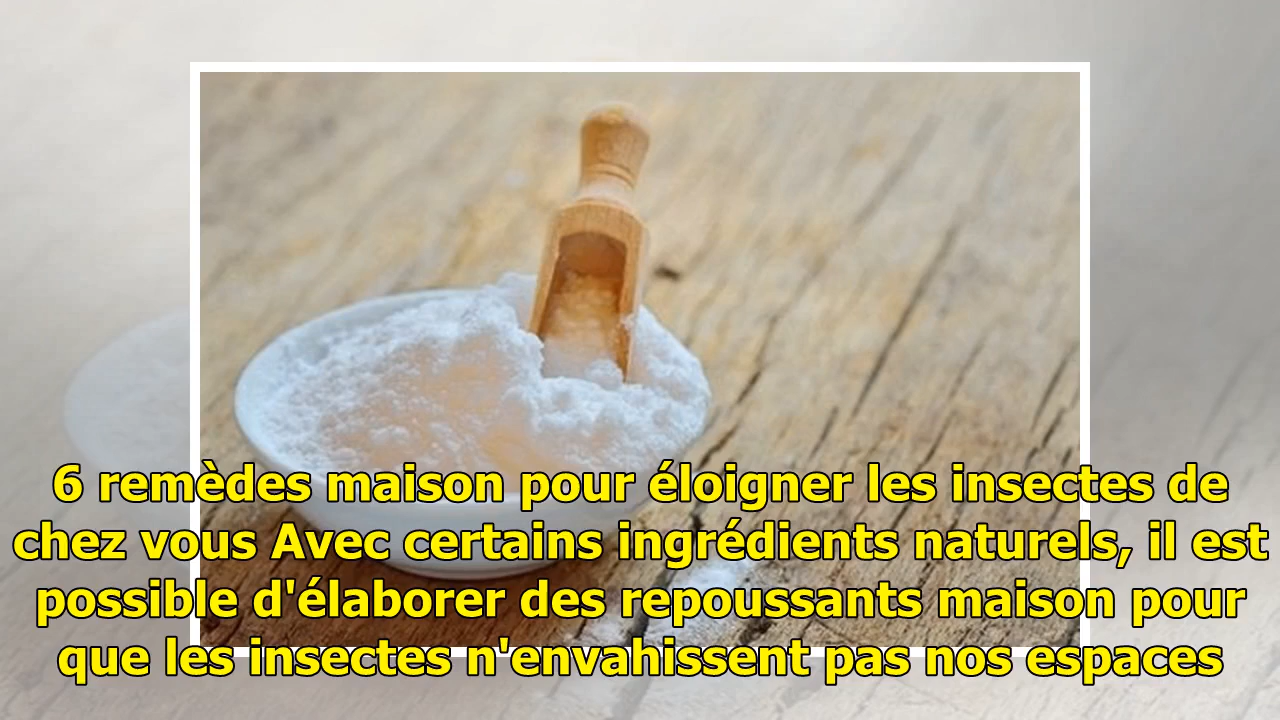 6 remèdes maison pour éloigner les insectes de
chez vous Avec certains ingrédients naturels, il est
possible d'élaborer des repoussants maison pour
que les insectes n'envahissent pas nos espaces